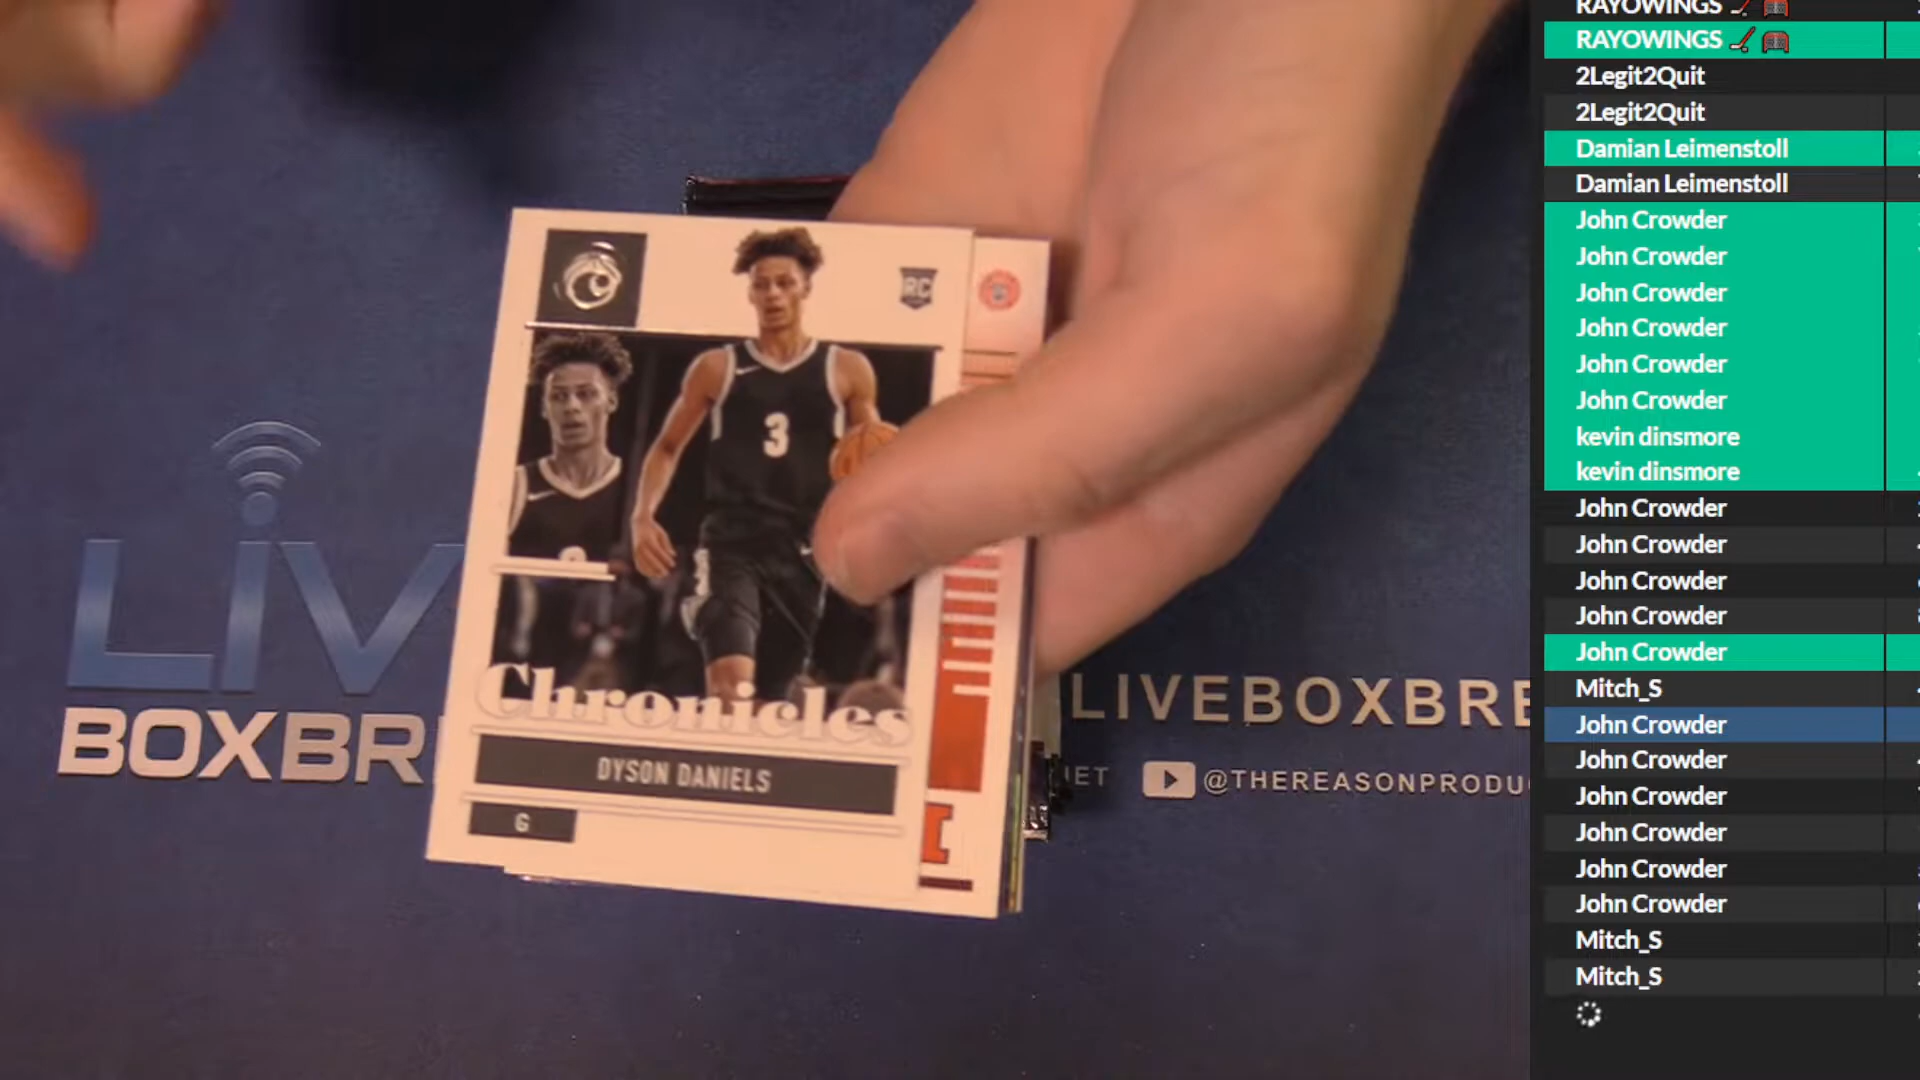 RC
3
Chronicles
DYSON DANIELS
G
LIV
BOXBR
LIVEBOXBRE
@THEREASONPRODU
RAYOWINGS
RAYOWINGS
2Legit2Quit
2Legit2Quit
Damian Leimenstoll
Damian Leimenstoll
John Crowder
John Crowder
John Crowder
John Crowder
John Crowder
John Crowder
kevin dinsmore
kevin dinsmore
John Crowder
John Crowder
John Crowder
John Crowder
John Crowder
Mitch_S
John Crowder
John Crowder
John Crowder
John Crowder
John Crowder
John Crowder
Mitch_S
Mitch_S